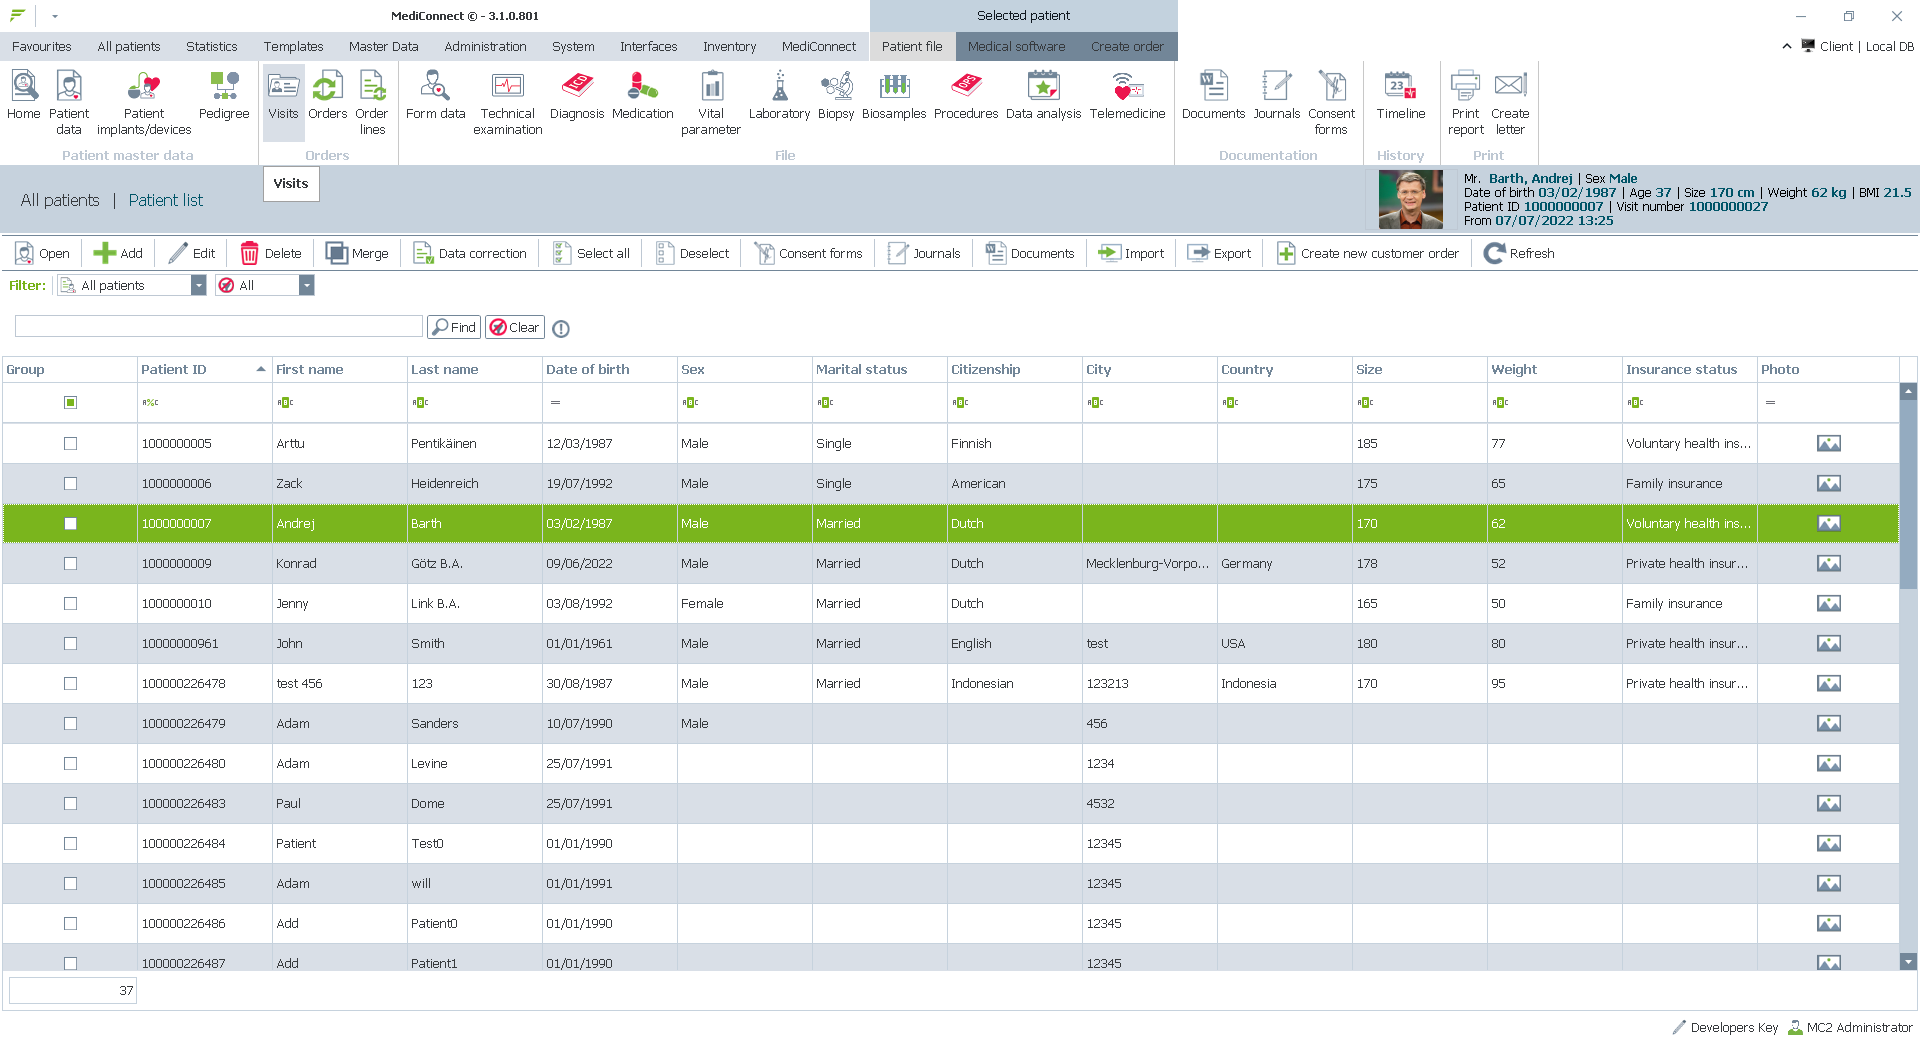 MediConnect © - 3.1.0.801
Selected patient
Favourites All patients Statistics Templates Master Data Administration System Interfaces Inventory MediConnect Patient file Medical software Create order Client | Local DB
Home Patient data Patient implants/devices Pedigree Visits Orders Order lines Form data Technical examination Diagnosis Medication Vital parameter Laboratory Biopsy Biosamples Procedures Data analysis Telemedicine Documents Journals Consent forms Timeline Print report Create letter
Patient master data Orders File Documentation History Print
Visits
All patients | Patient list
Mr. Barth, Andrej | Sex Male
Date of birth 03/02/1987 | Age 37 | Size 170 cm | Weight 62 kg | BMI 21.5
Patient ID 1000000007 | Visit number 1000000027
From 07/07/2022 13:25
Open Add Edit Delete Merge Data correction Select all Deselect Consent forms Journals Documents Import Export Create new customer order Refresh
Filter: All patients All
Find Clear
Group Patient ID First name Last name Date of birth Sex Marital status Citizenship City Country Size Weight Insurance status Photo
1000000005 Arttu Pentikäinen 12/03/1987 Male Single Finnish 185 77 Voluntary health ins...
1000000006 Zack Heidenreich 19/07/1992 Male Single American 175 65 Family insurance
1000000007 Andrej Barth 03/02/1987 Male Married Dutch 170 62 Voluntary health ins...
1000000009 Konrad Götz B.A. 09/06/2022 Male Married Dutch Mecklenburg-Vorpo... Germany 178 52 Private health insur...
1000000010 Jenny Link B.A. 03/08/1992 Female Married Dutch 165 50 Family insurance
10000000961 John Smith 01/01/1961 Male Married English test USA 180 80 Private health insur...
100000226478 test 456 123 30/08/1987 Male Married Indonesian 123213 Indonesia 170 95 Private health insur...
100000226479 Adam Sanders 10/07/1990 Male 456
100000226480 Adam Levine 25/07/1991 1234
100000226483 Paul Dome 25/07/1991 4532
100000226484 Patient Test0 01/01/1990 12345
100000226485 Adam will 01/01/1991 12345
100000226486 Add Patient0 01/01/1990 12345
100000226487 Add Patient1 01/01/1990 12345
37
Developers Key MC2 Administrator